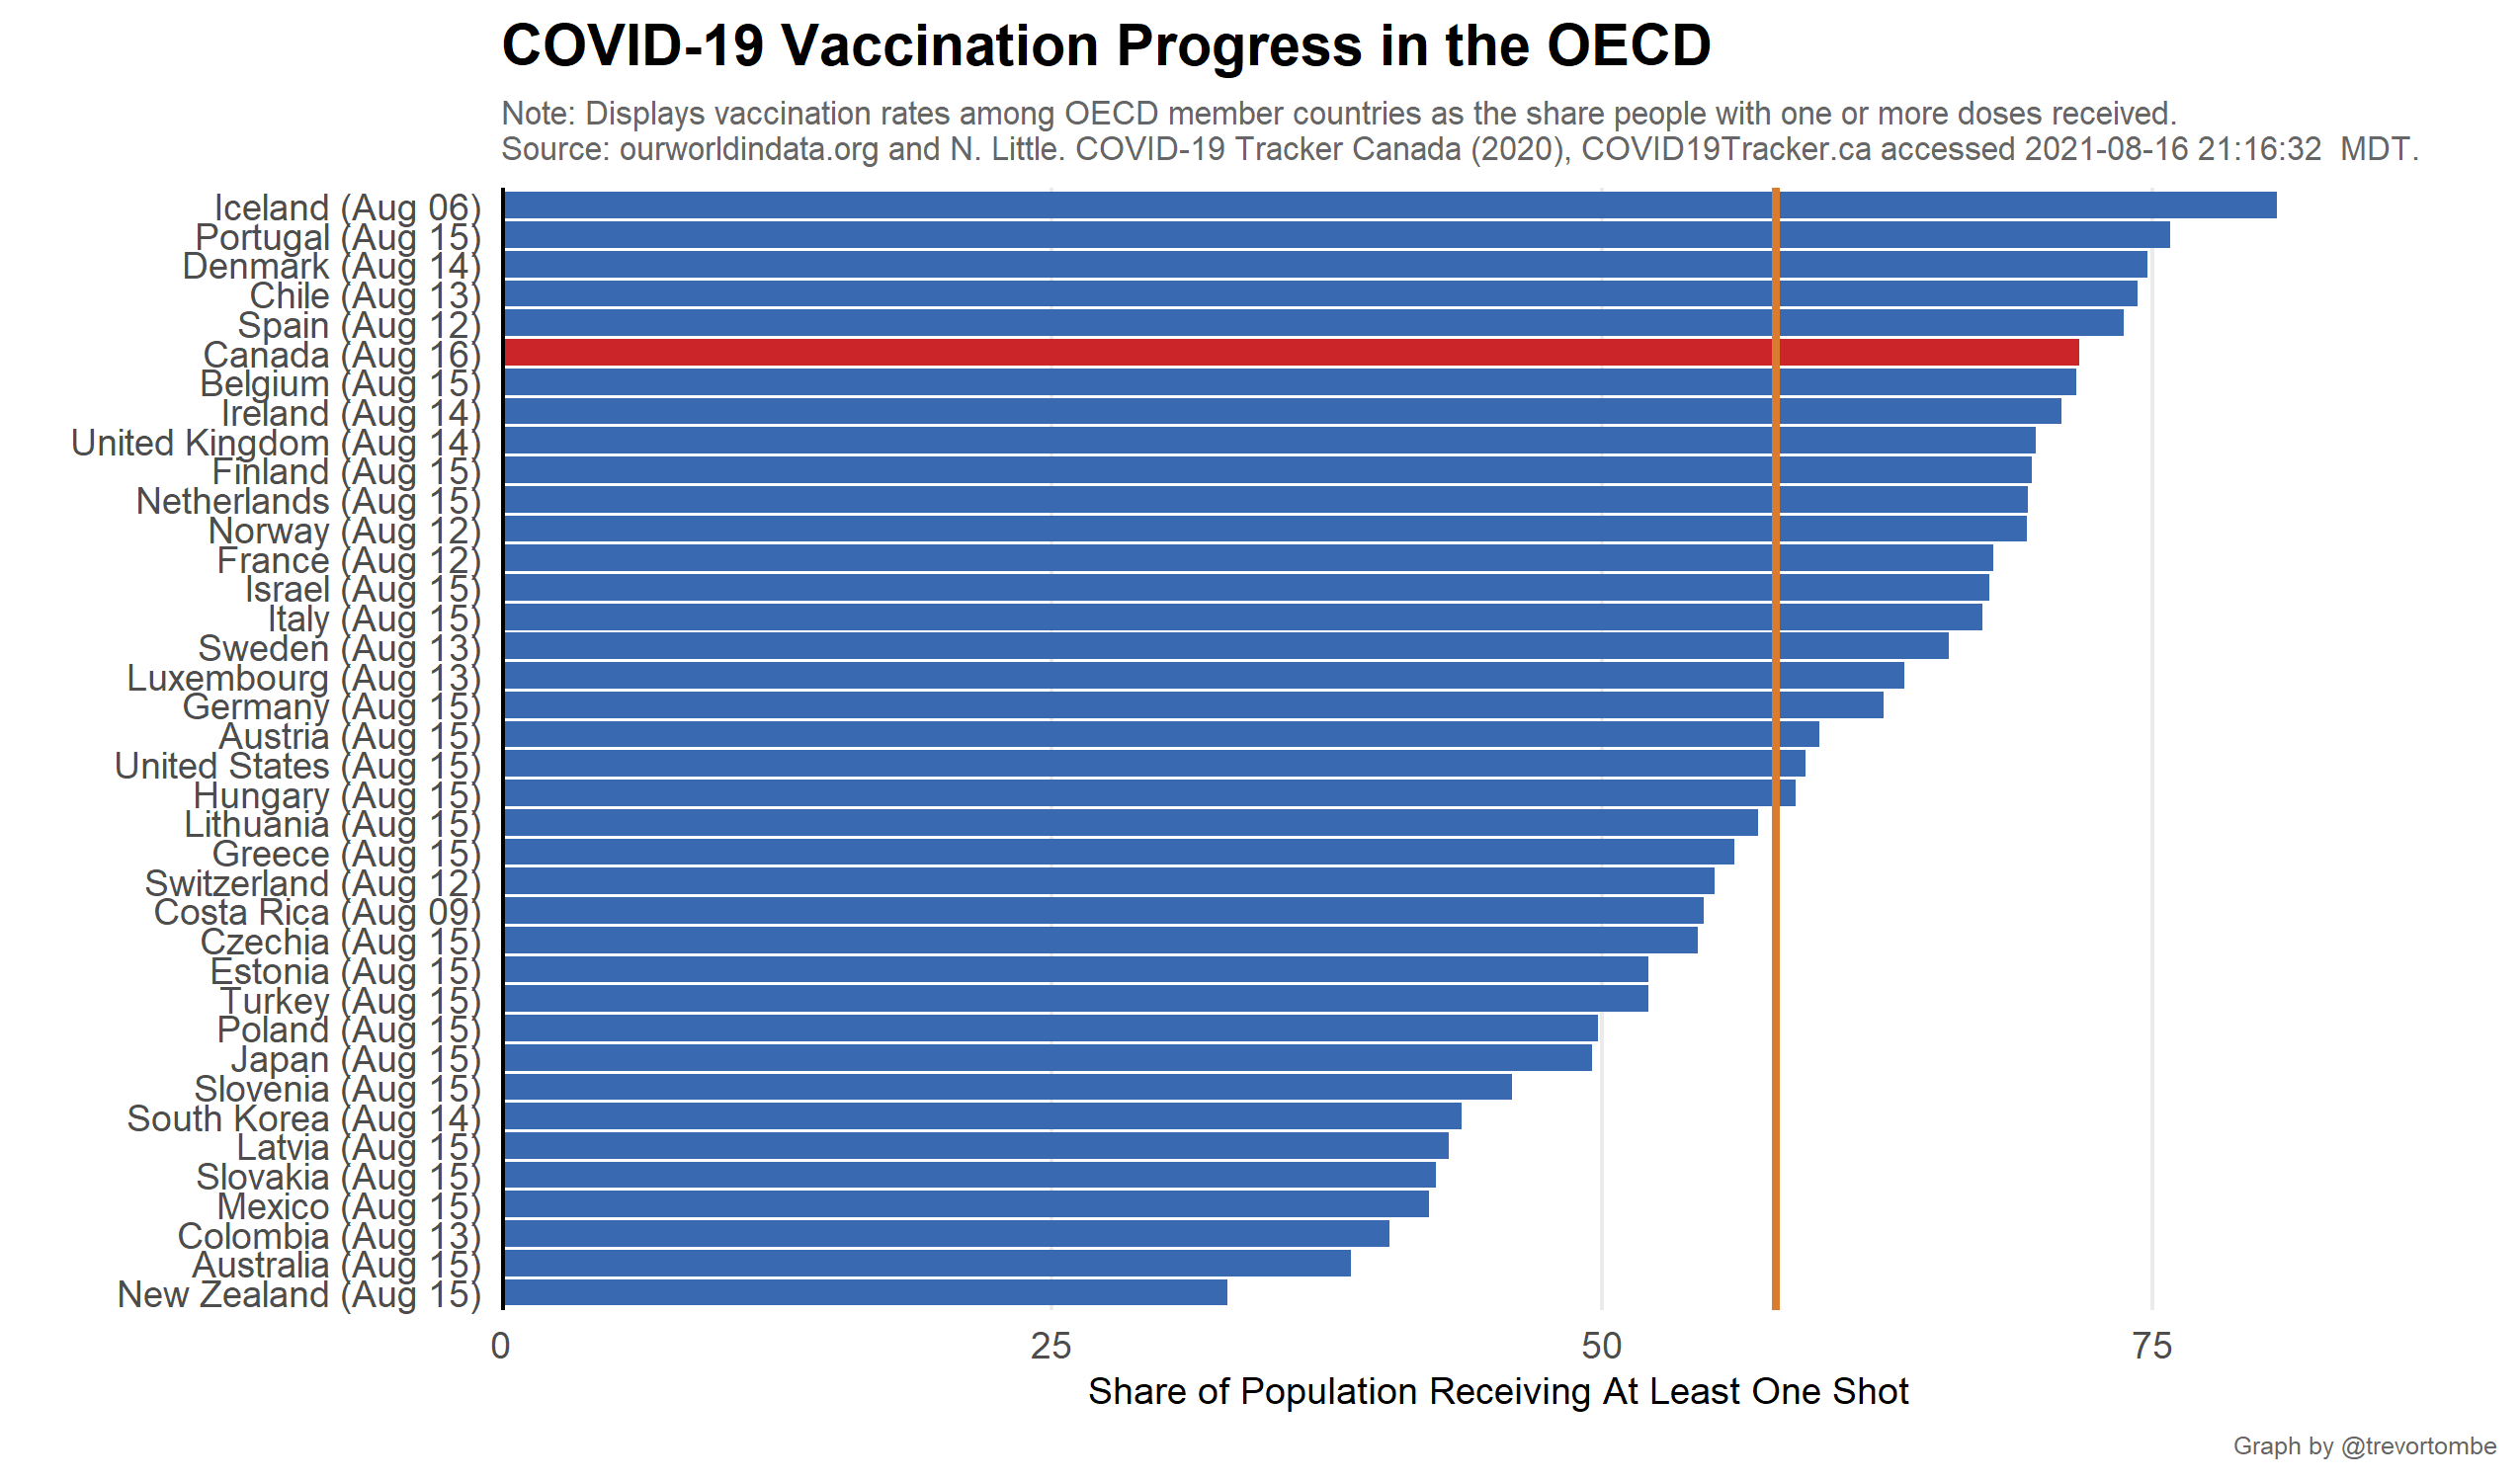 COVID-19 Vaccination Progress in the OECD
Note: Displays vaccination rates among OECD member countries as the share people with one or more doses received.
Source: ourworldindata.org and N. Little. COVID-19 Tracker Canada (2020), COVID19Tracker.ca accessed 2021-08-16 21:16:32  MDT.
Iceland (Aug 06)
Portugal (Aug 15)
Denmark (Aug 14)
Chile (Aug 13)
Spain (Aug 12)
Canada (Aug 16)
Belgium (Aug 15)
Ireland (Aug 14)
United Kingdom (Aug 14)
Finland (Aug 15)
Netherlands (Aug 15)
Norway (Aug 12)
France (Aug 12)
Israel (Aug 15)
Italy (Aug 15)
Sweden (Aug 13)
Luxembourg (Aug 13)
Germany (Aug 15)
Austria (Aug 15)
United States (Aug 15)
Hungary (Aug 15)
Lithuania (Aug 15)
Greece (Aug 15)
Switzerland (Aug 12)
Costa Rica (Aug 09)
Czechia (Aug 15)
Estonia (Aug 15)
Turkey (Aug 15)
Poland (Aug 15)
Japan (Aug 15)
Slovenia (Aug 15)
South Korea (Aug 14)
Latvia (Aug 15)
Slovakia (Aug 15)
Mexico (Aug 15)
Colombia (Aug 13)
Australia (Aug 15)
New Zealand (Aug 15)
0 25 50 75
Share of Population Receiving At Least One Shot
Graph by @trevortombe